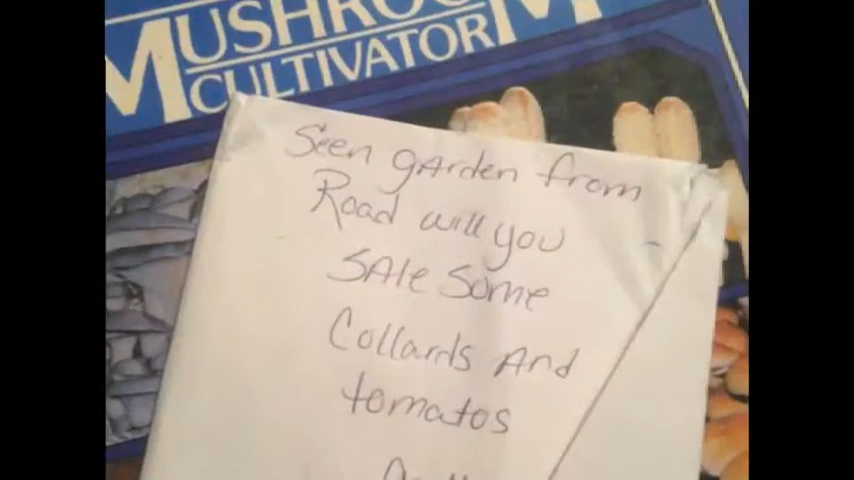 MUSHROOM
CULTIVATOR
Seen garden from
Road will you
SAle Some
Collards And
tomatos